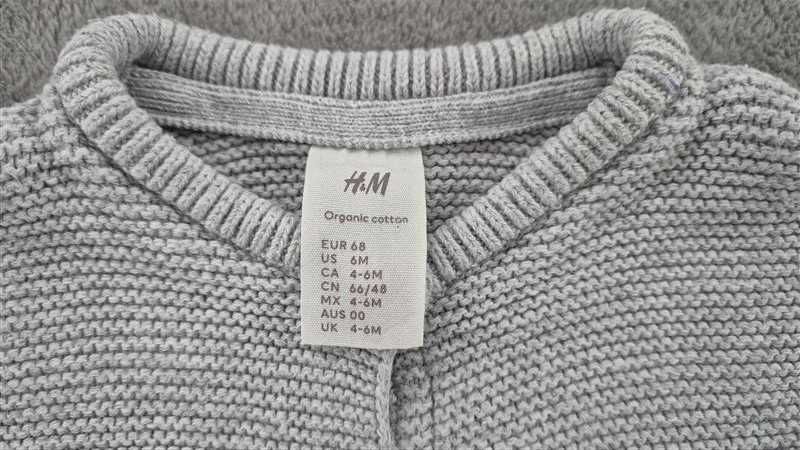 H&M
Organic cotton
EUR 68
US 6M
CA 4-6M
CN 66/48
MX 4-6M
AUS 00
UK 4-6M